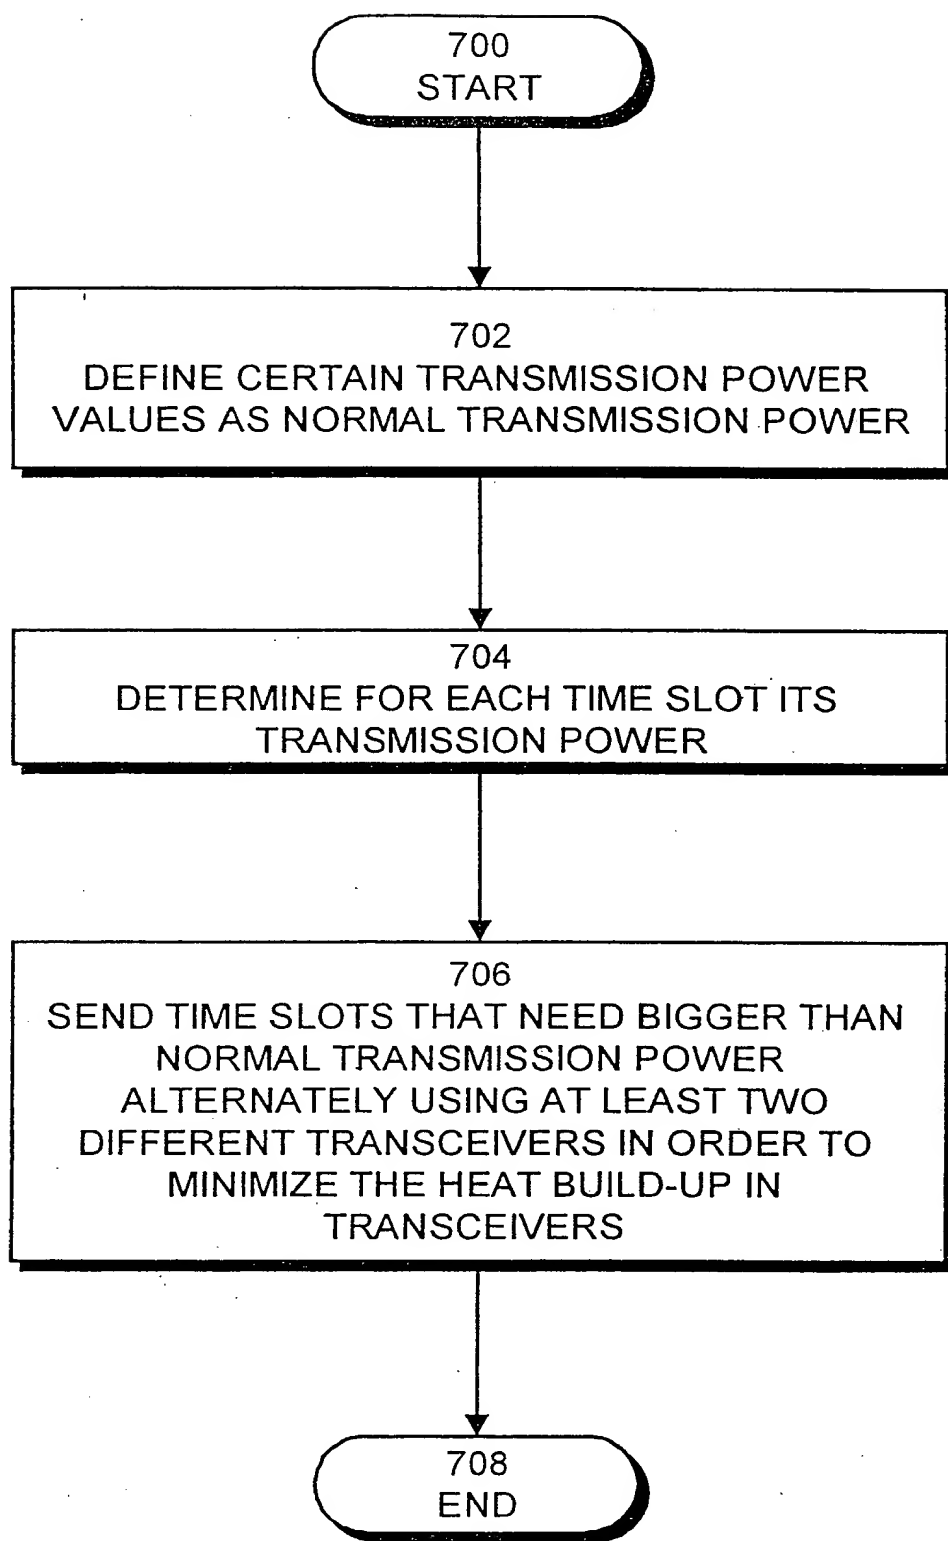 700
START
702
DEFINE CERTAIN TRANSMISSION POWER
VALUES AS NORMAL TRANSMISSION POWER
704
DETERMINE FOR EACH TIME SLOT ITS
TRANSMISSION POWER
706
SEND TIME SLOTS THAT NEED BIGGER THAN
NORMAL TRANSMISSION POWER
ALTERNATELY USING AT LEAST TWO
DIFFERENT TRANSCEIVERS IN ORDER TO
MINIMIZE THE HEAT BUILD-UP IN
TRANSCEIVERS
708
END